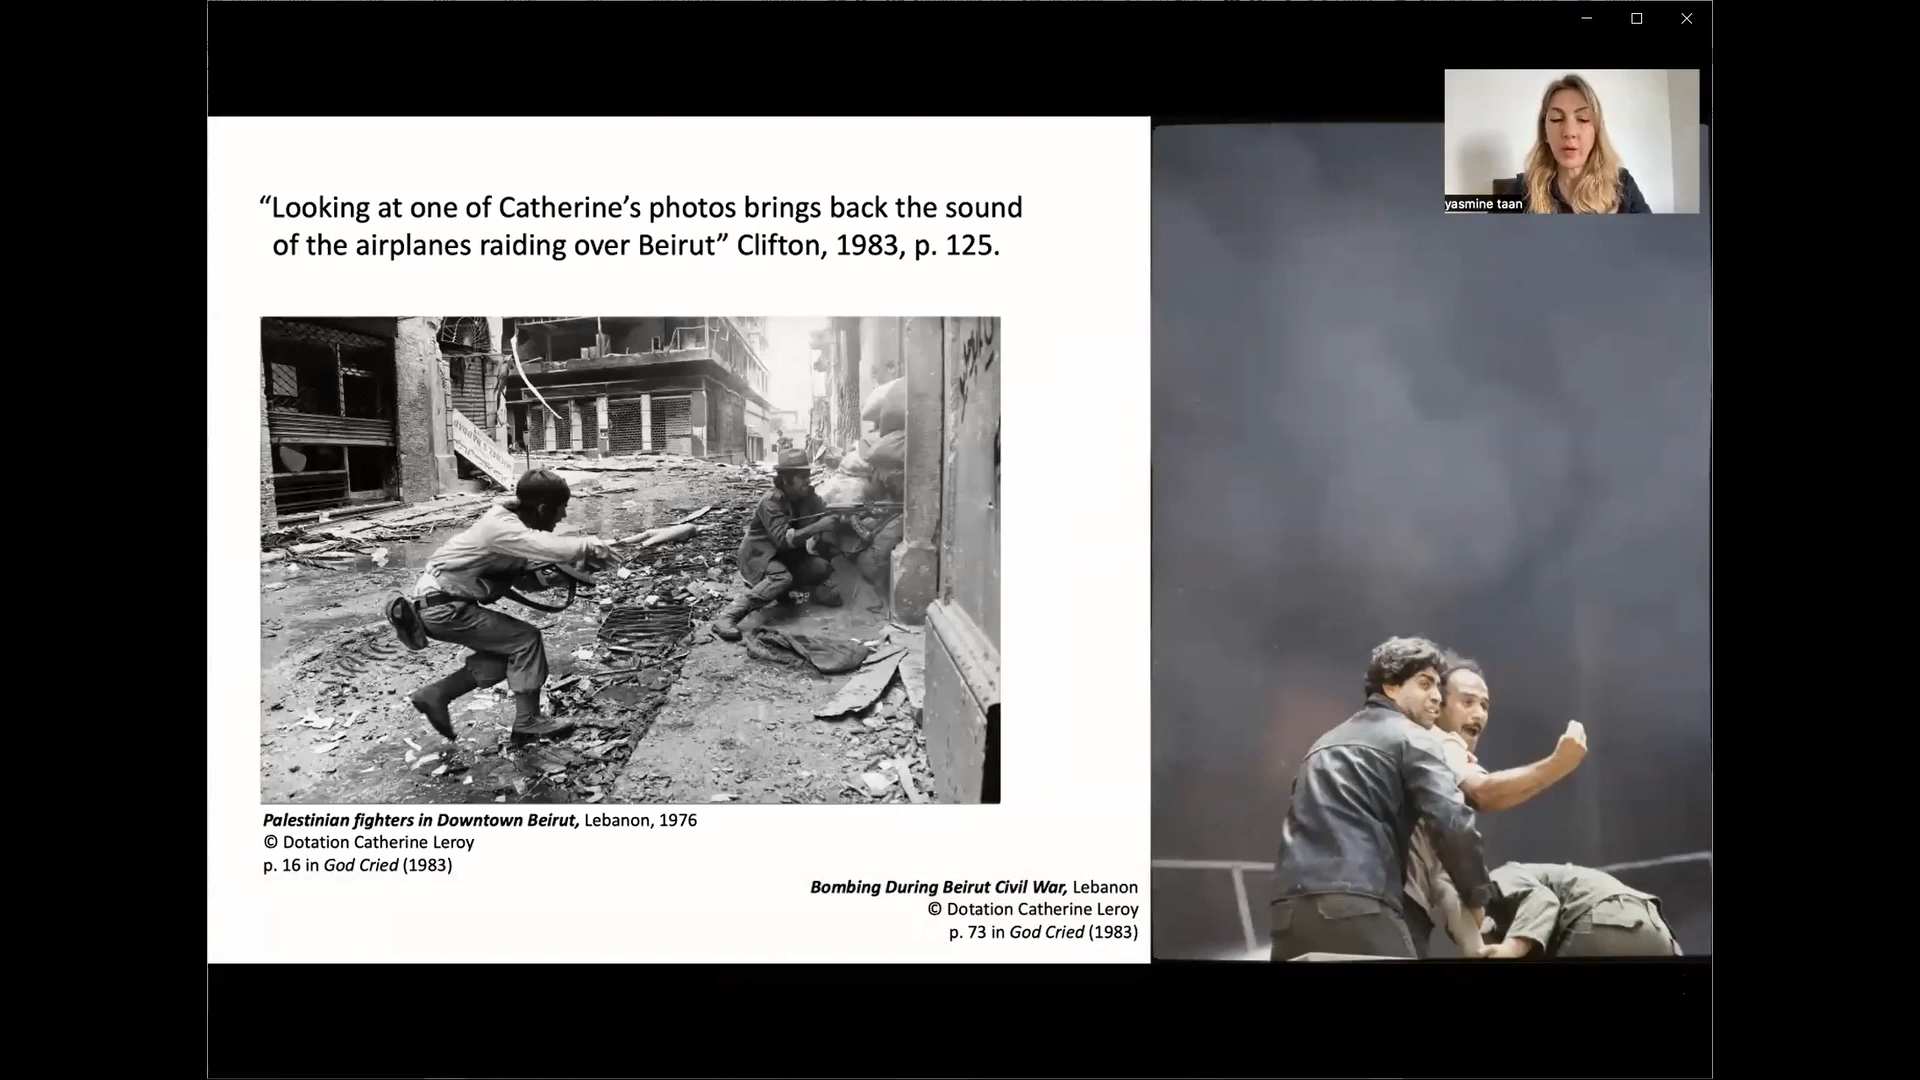 yasmine taan
“Looking at one of Catherine’s photos brings back the sound
of the airplanes raiding over Beirut” Clifton, 1983, p. 125.
Palestinian fighters in Downtown Beirut, Lebanon, 1976
© Dotation Catherine Leroy
p. 16 in God Cried (1983)
Bombing During Beirut Civil War, Lebanon
© Dotation Catherine Leroy
p. 73 in God Cried (1983)